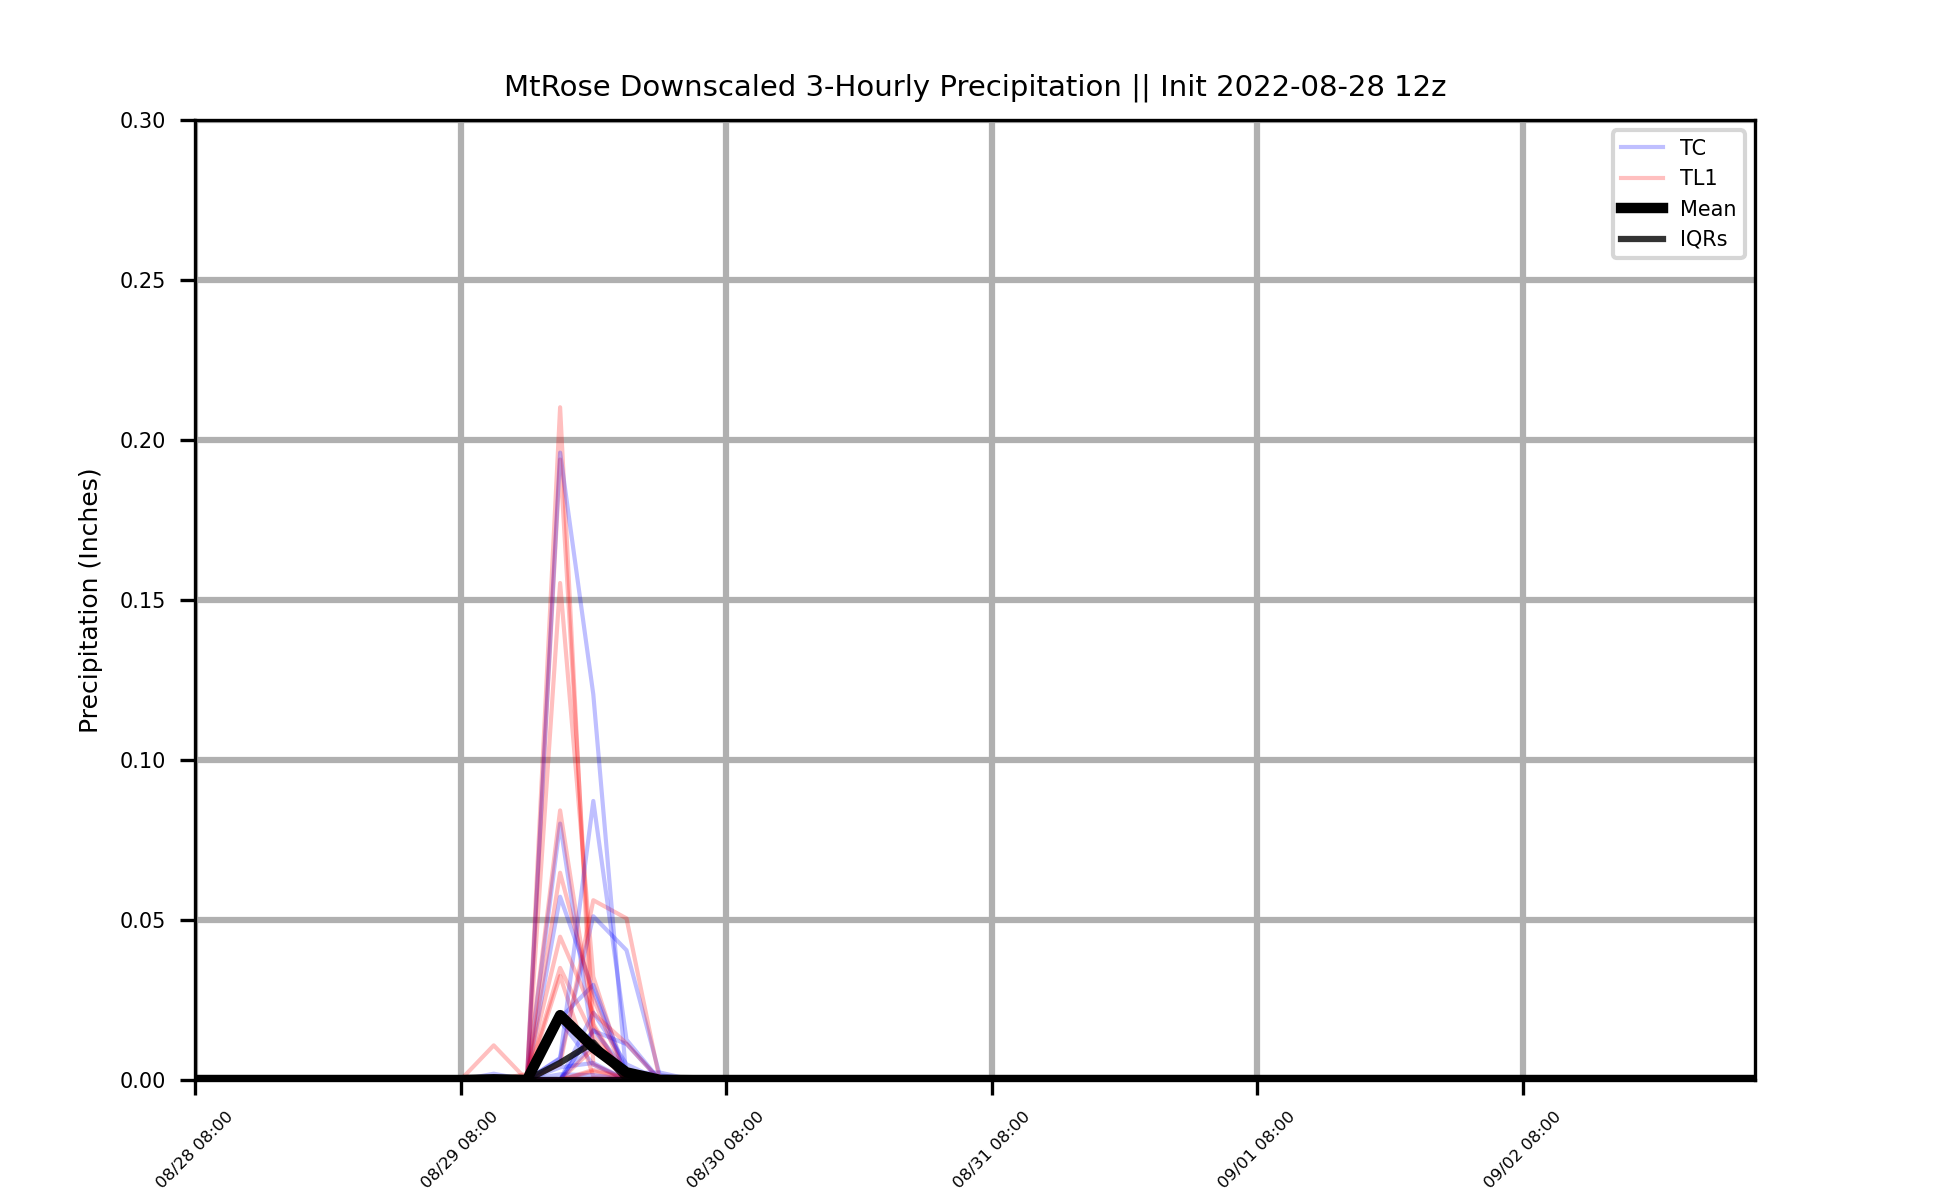 MtRose Downscaled 3-Hourly Precipitation || Init 2022-08-28 12z
0.30
0.25
0.20
0.15
0.10
0.05
0.00
Precipitation (Inches)
TC
TL1
Mean
IQRs
08/28 08:00
08/29 08:00
08/30 08:00
08/31 08:00
09/01 08:00
09/02 08:00